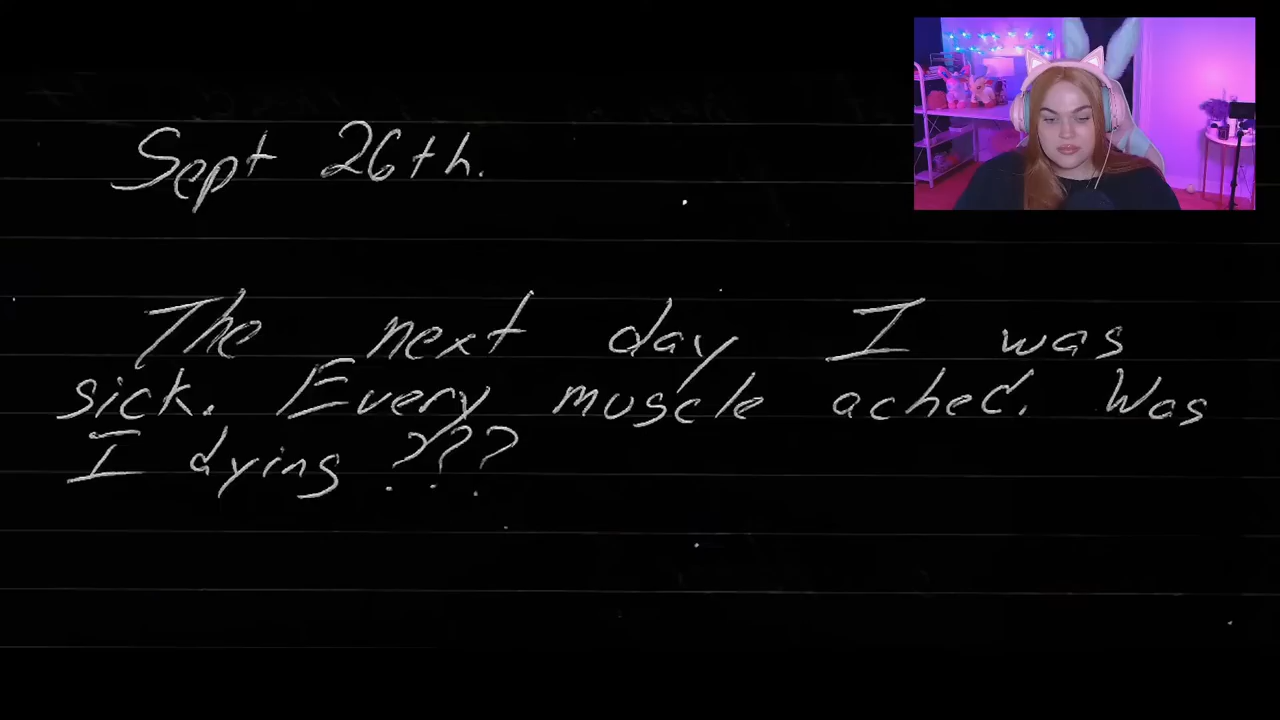 Sept 26th.
The next day I was
sick. Every muscle ached. Was
I dying ???